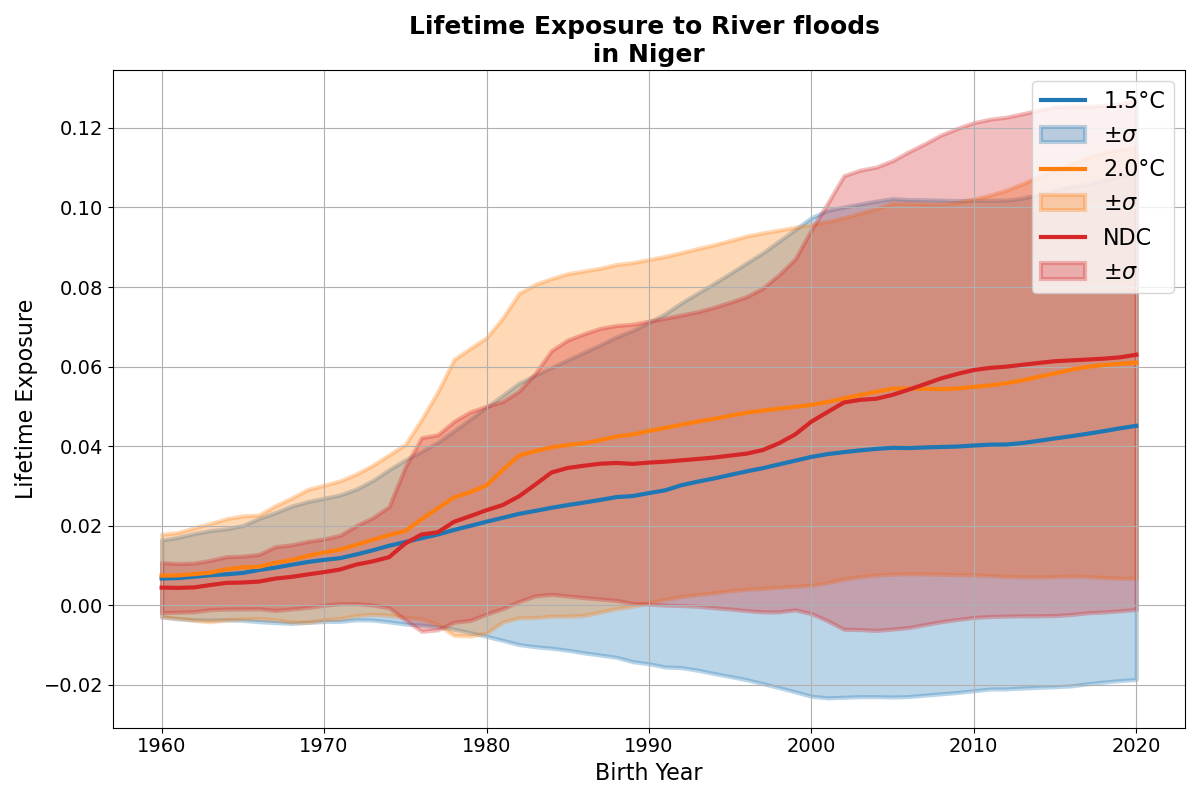 Lifetime Exposure to River floods
in Niger
Lifetime Exposure
0.12
0.10
0.08
0.06
0.04
0.02
0.00
−0.02
1960
1970
1980
1990
2000
2010
2020
Birth Year
1.5°C
±σ
2.0°C
±σ
NDC
±σ